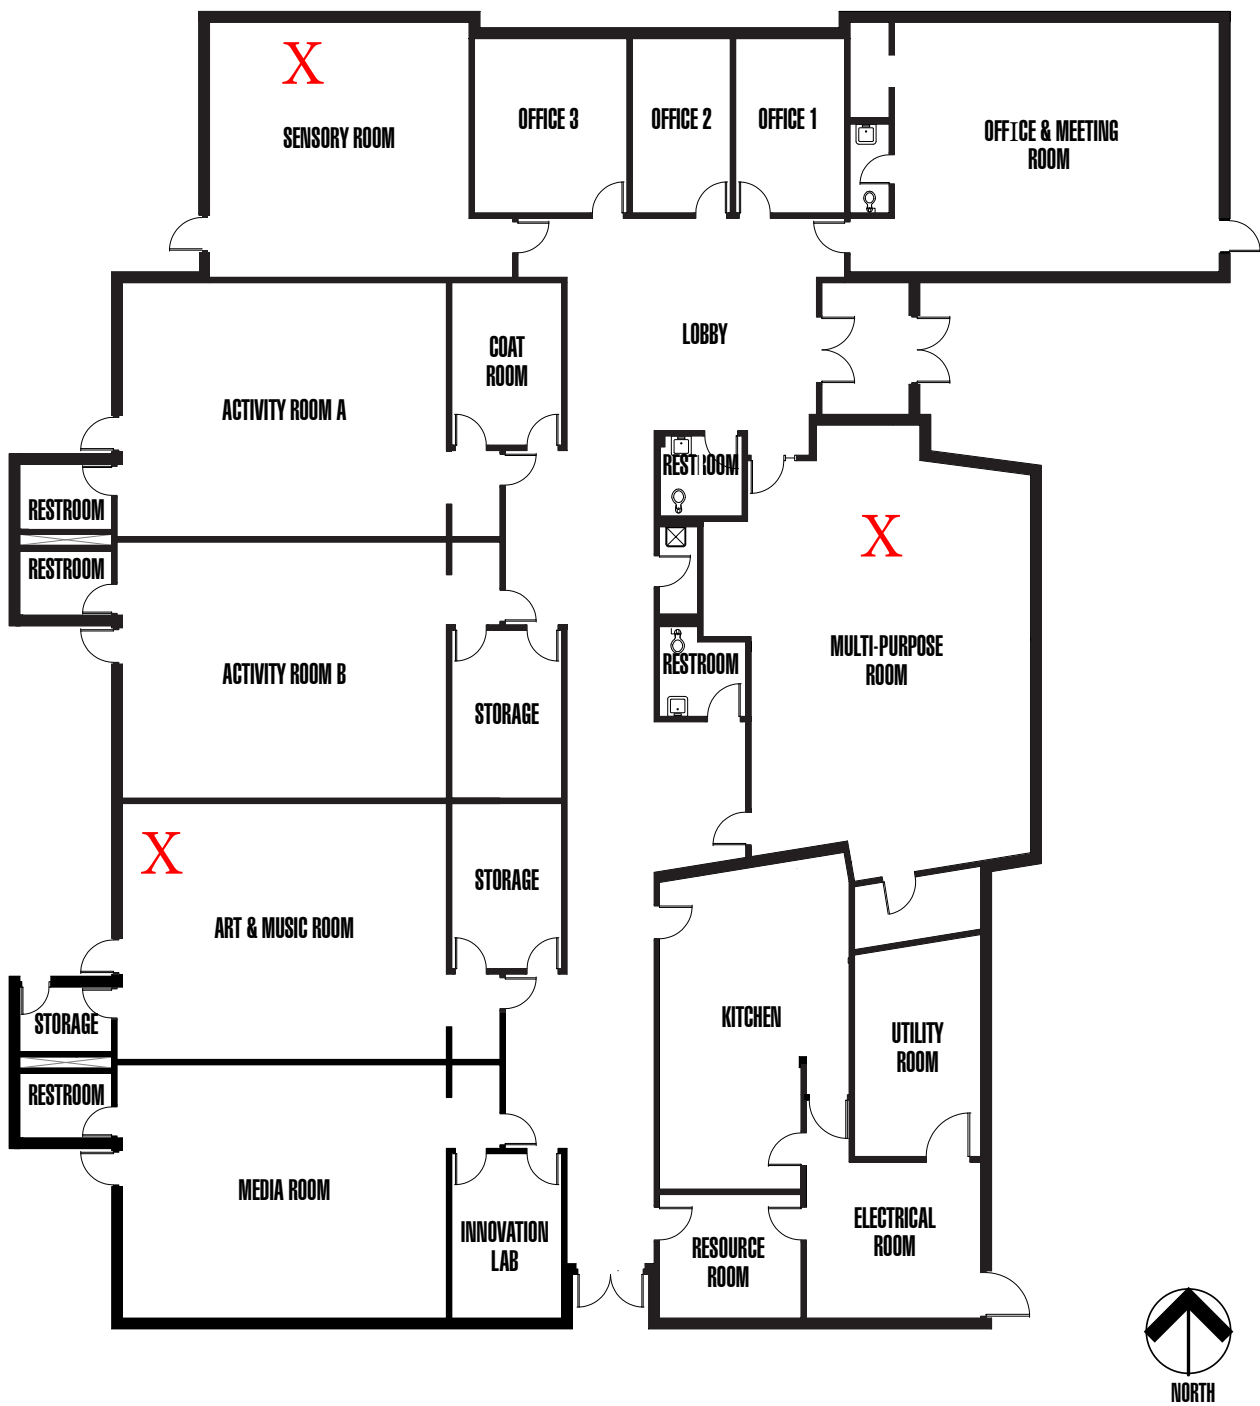 X
SENSORY ROOM
OFFICE 3
OFFICE 2
OFFICE 1
OFFICE & MEETING
ROOM
COAT
ROOM
LOBBY
ACTIVITY ROOM A
RESTROOM
RESTROOM
RESTROOM
X
ACTIVITY ROOM B
STORAGE
RESTROOM
MULTI-PURPOSE
ROOM
X
ART & MUSIC ROOM
STORAGE
STORAGE
RESTROOM
KITCHEN
UTILITY
ROOM
MEDIA ROOM
INNOVATION
LAB
RESOURCE
ROOM
ELECTRICAL
ROOM
NORTH